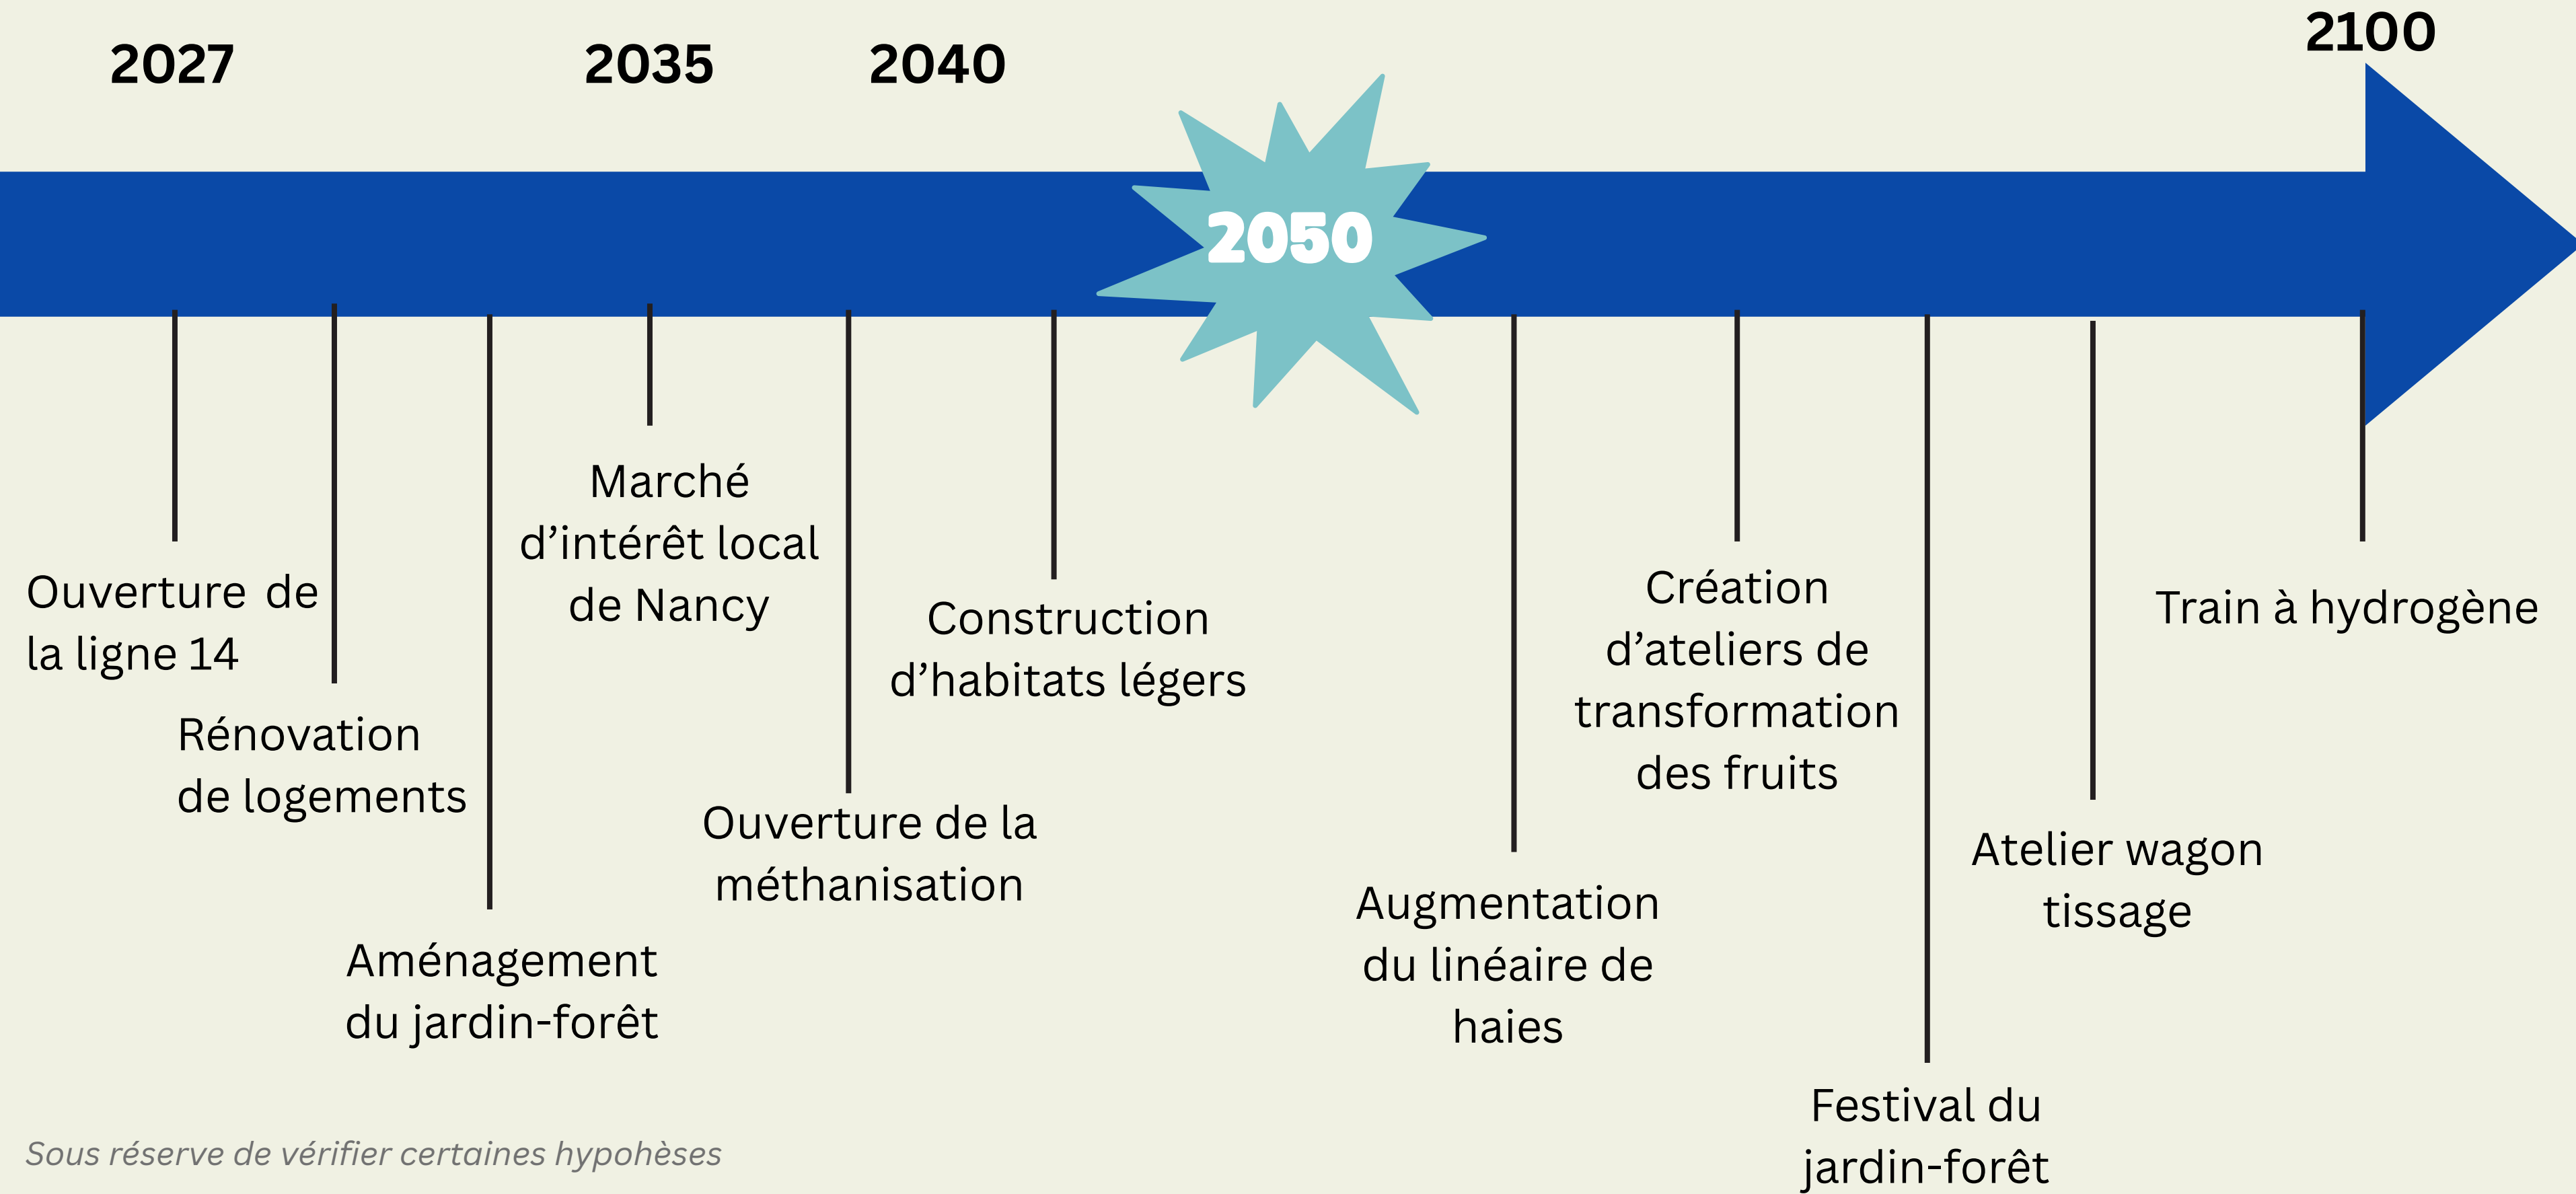 2027
2035
2040
2100
2050
Ouverture de
la ligne 14
Rénovation
de logements
Aménagement
du jardin-forêt
Marché
d’intérêt local
de Nancy
Ouverture de la
méthanisation
Construction
d’habitats légers
Augmentation
du linéaire de
haies
Création
d’ateliers de
transformation
des fruits
Festival du
jardin-forêt
Atelier wagon
tissage
Train à hydrogène
Sous réserve de vérifier certaines hypohèses